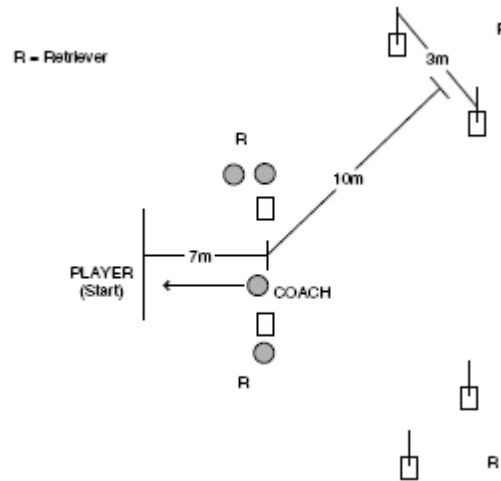 R
R = Retriever
3m
R
10m
7m
PLAYER
(Start)
COACH
R
R